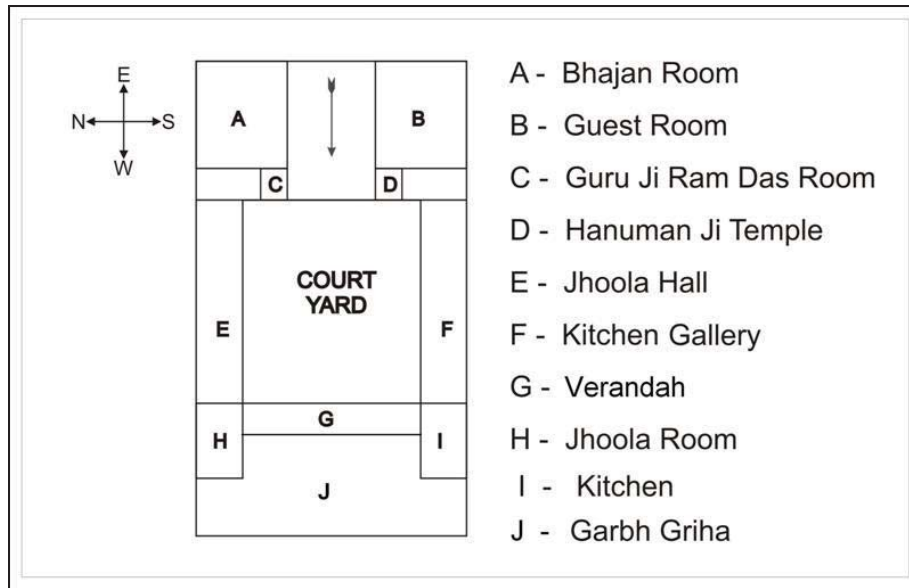 E
N S
W
A
B
C
D
COURT
YARD
E
F
G
H
I
J
A - Bhajan Room
B - Guest Room
C - Guru Ji Ram Das Room
D - Hanuman Ji Temple
E - Jhoola Hall
F - Kitchen Gallery
G - Verandah
H - Jhoola Room
I - Kitchen
J - Garbh Griha